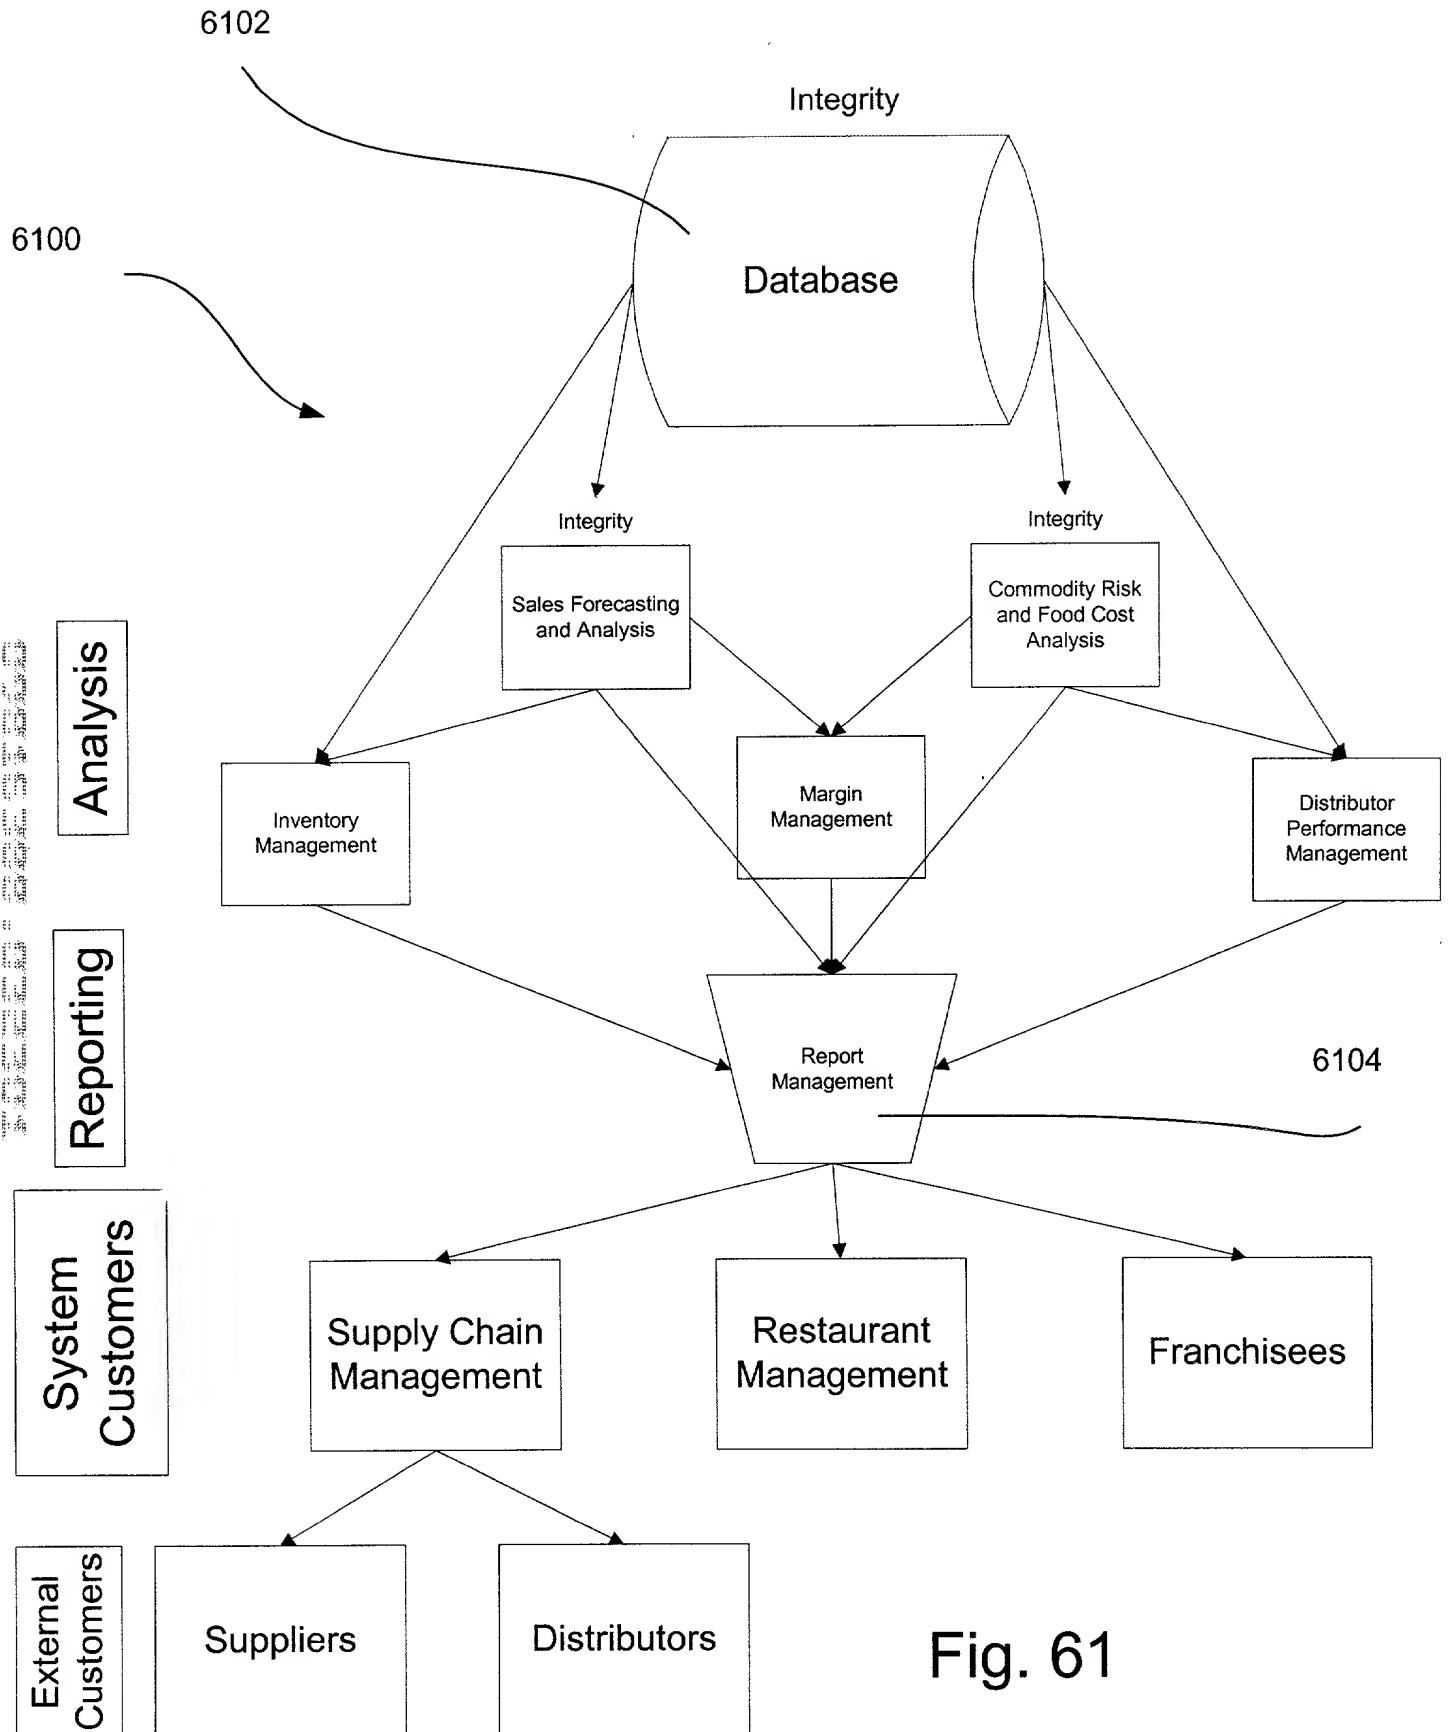 6102
Integrity
6100
Database
Integrity
Integrity
Sales Forecasting
and Analysis
Commodity Risk
and Food Cost
Analysis
Analysis
Inventory
Management
Margin
Management
Distributor
Performance
Management
Reporting
Report
Management
6104
System
Customers
Supply Chain
Management
Restaurant
Management
Franchisees
External
Customers
Suppliers
Distributors
Fig. 61